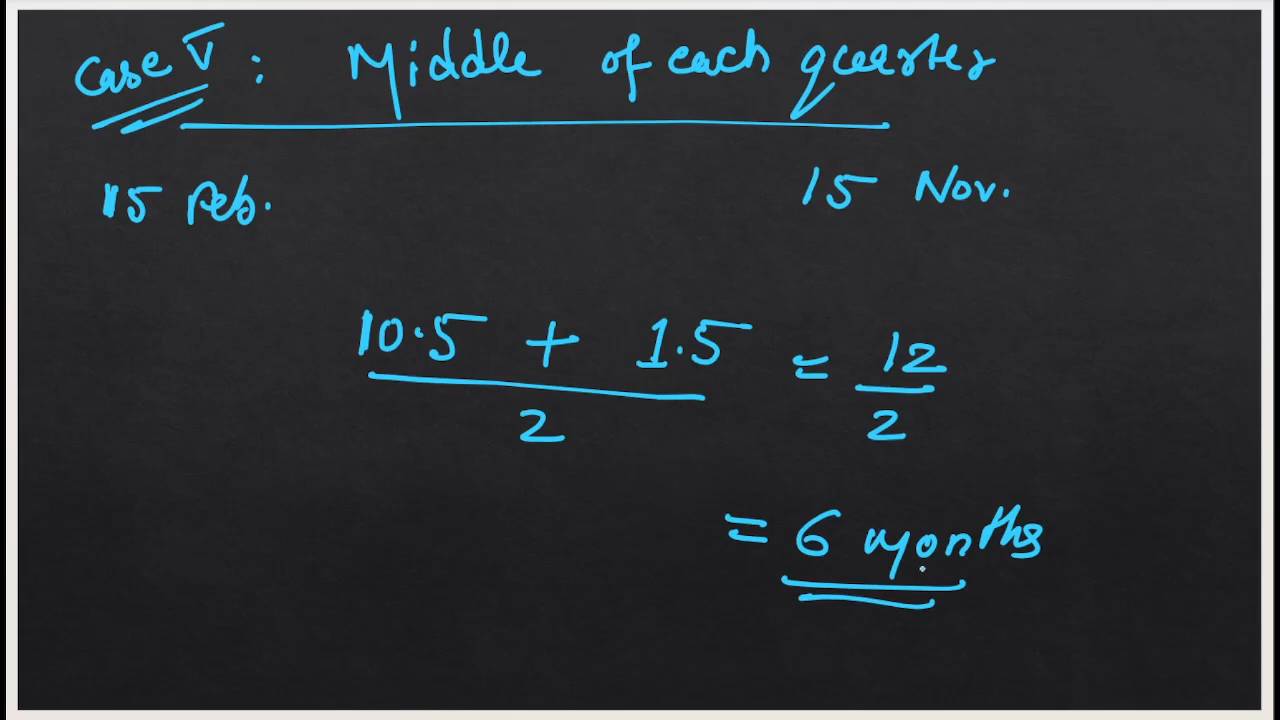 Case V : Middle of each quarter
15 Feb. 15 Nov.
10.5 + 1.5 = 12
2 2
= 6 months